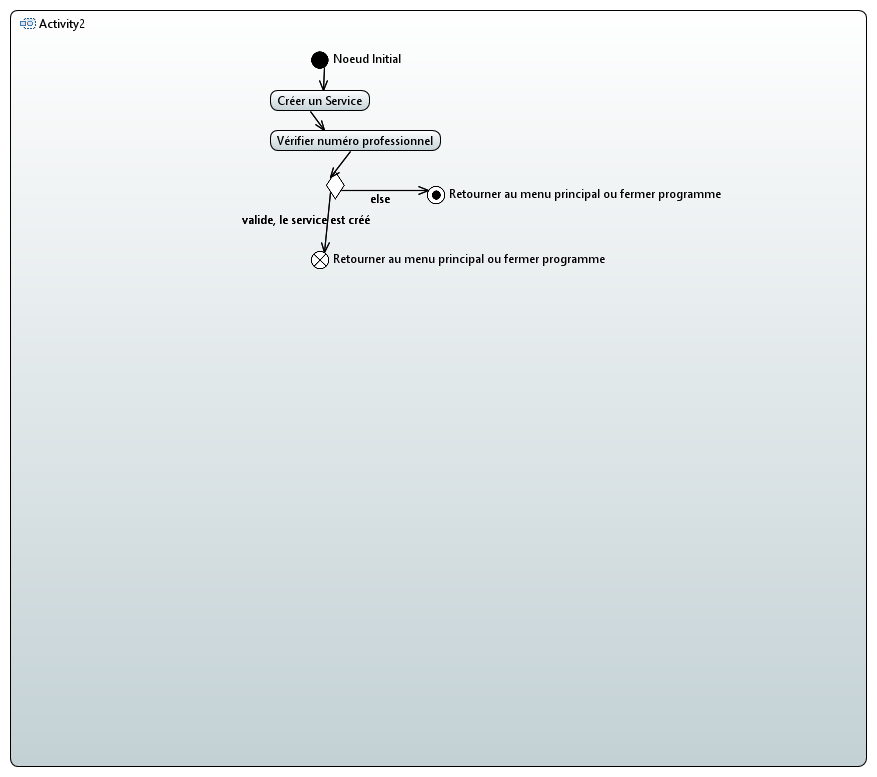 Activity2
Noeud Initial
Créer un Service
Vérifier numéro professionnel
Retourner au menu principal ou fermer programme
else
valide, le service est créé
Retourner au menu principal ou fermer programme